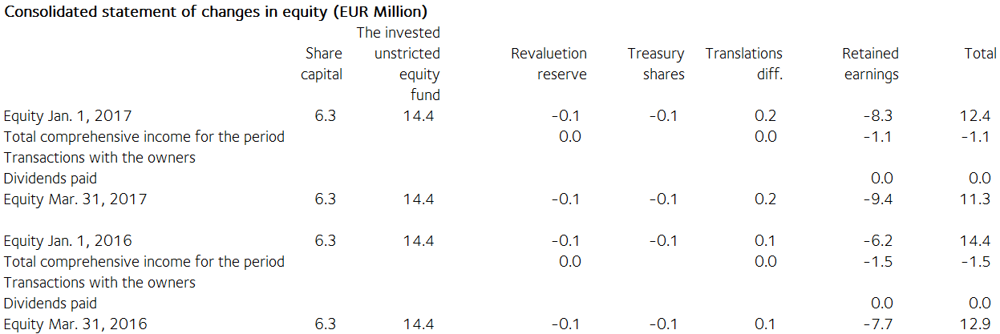 Consolidated statement of changes in equity (EUR Million)
The invested
Share unstricted Revaluetion Treasury Translations Retained Total
capital equity reserve shares diff. earnings
fund
Equity Jan. 1, 2017 6.3 14.4 -0.1 -0.1 0.2 -8.3 12.4
Total comprehensive income for the period 0.0 0.0 -1.1 -1.1
Transactions with the owners
Dividends paid 0.0 0.0
Equity Mar. 31, 2017 6.3 14.4 -0.1 -0.1 0.2 -9.4 11.3
Equity Jan. 1, 2016 6.3 14.4 -0.1 -0.1 0.1 -6.2 14.4
Total comprehensive income for the period 0.0 0.0 -1.5 -1.5
Transactions with the owners
Dividends paid 0.0 0.0
Equity Mar. 31, 2016 6.3 14.4 -0.1 -0.1 0.1 -7.7 12.9